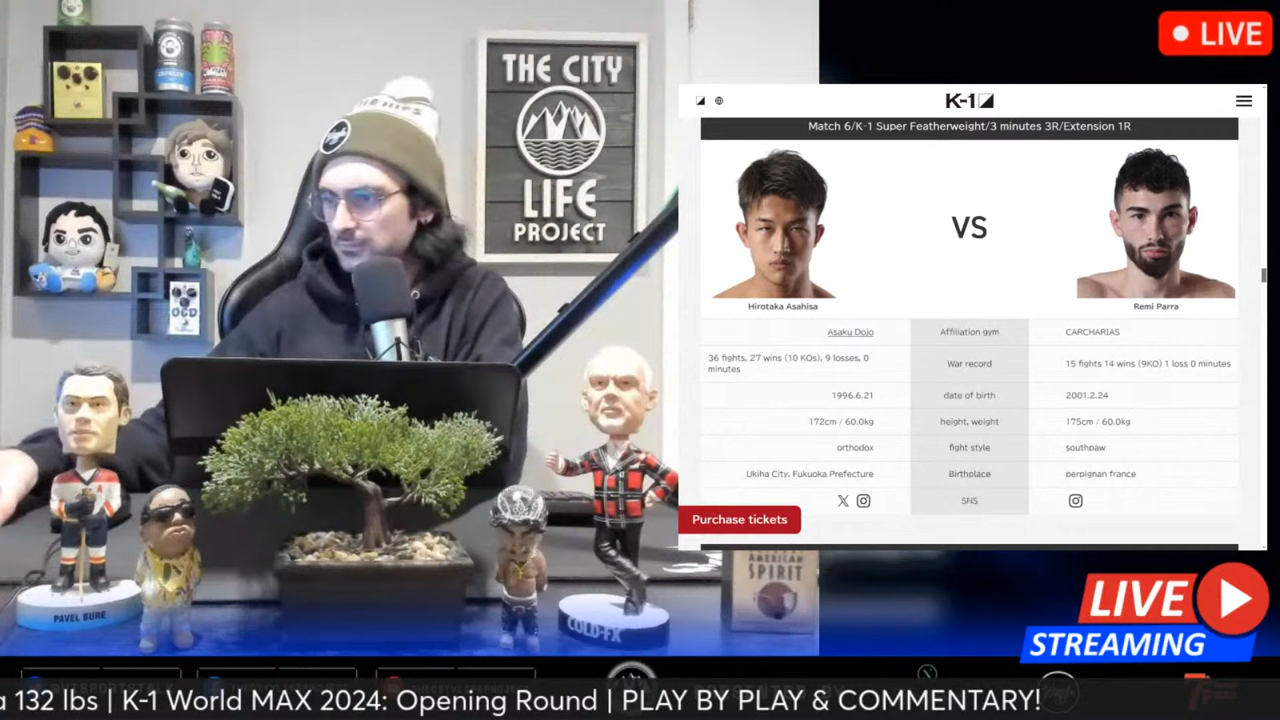 LIVE
THE CITY
LIFE
PROJECT
OCD
K-1
Match 6/K-1 Super Featherweight/3 minutes 3R/Extension 1R
VS
Hirotaka Asahisa
Remi Parra
Asaku Dojo
Affiliation gym
CARCHARIAS
36 fights, 27 wins (10 KOs), 9 losses, 0
minutes
War record
15 fights 14 wins (9KO) 1 loss 0 minutes
1996.6.21
date of birth
2001.2.24
172cm / 60.0kg
height, weight
175cm / 60.0kg
orthodox
fight style
southpaw
Ukiha City, Fukuoka Prefecture
Birthplace
perpignan france
SNS
Purchase tickets
AMERICAN
SPIRIT
PAVEL BURE
COLD-FX
LIVE
STREAMING
a 132 lbs | K-1 World MAX 2024: Opening Round | PLAY BY PLAY & COMMENTARY!